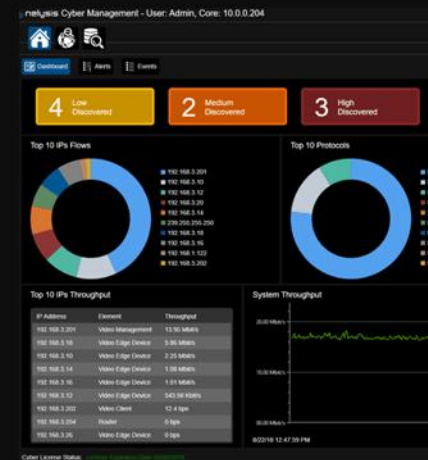 nelysis Cyber Management - User: Admin, Core: 10.0.0.204
Dashboard Alerts Events
4 Low Discovered
2 Medium Discovered
3 High Discovered
Top 10 IPs Flows
192.168.3.201
192.168.3.10
192.168.3.12
192.168.3.20
192.168.3.14
239.255.255.250
192.168.3.18
192.168.3.16
192.168.1.122
192.168.3.202
Top 10 Protocols
Top 10 IPs Throughput
IP Address Element Throughput
192.168.3.201 Video Management 13.90 Mbit/s
192.168.3.18 Video Edge Device 5.86 Mbit/s
192.168.3.10 Video Edge Device 2.25 Mbit/s
192.168.3.14 Video Edge Device 1.08 Mbit/s
192.168.3.16 Video Edge Device 1.01 Mbit/s
192.168.3.12 Video Edge Device 543.56 Kbit/s
192.168.3.202 Video Client 12.4 bps
192.168.3.204 Router 0 bps
192.168.3.26 Video Edge Device 0 bps
System Throughput
20.00 Mbit/s
10.00 Mbit/s
00.00 Mbit/s
8/22/18 12:47:59 PM
Cyber License Status: